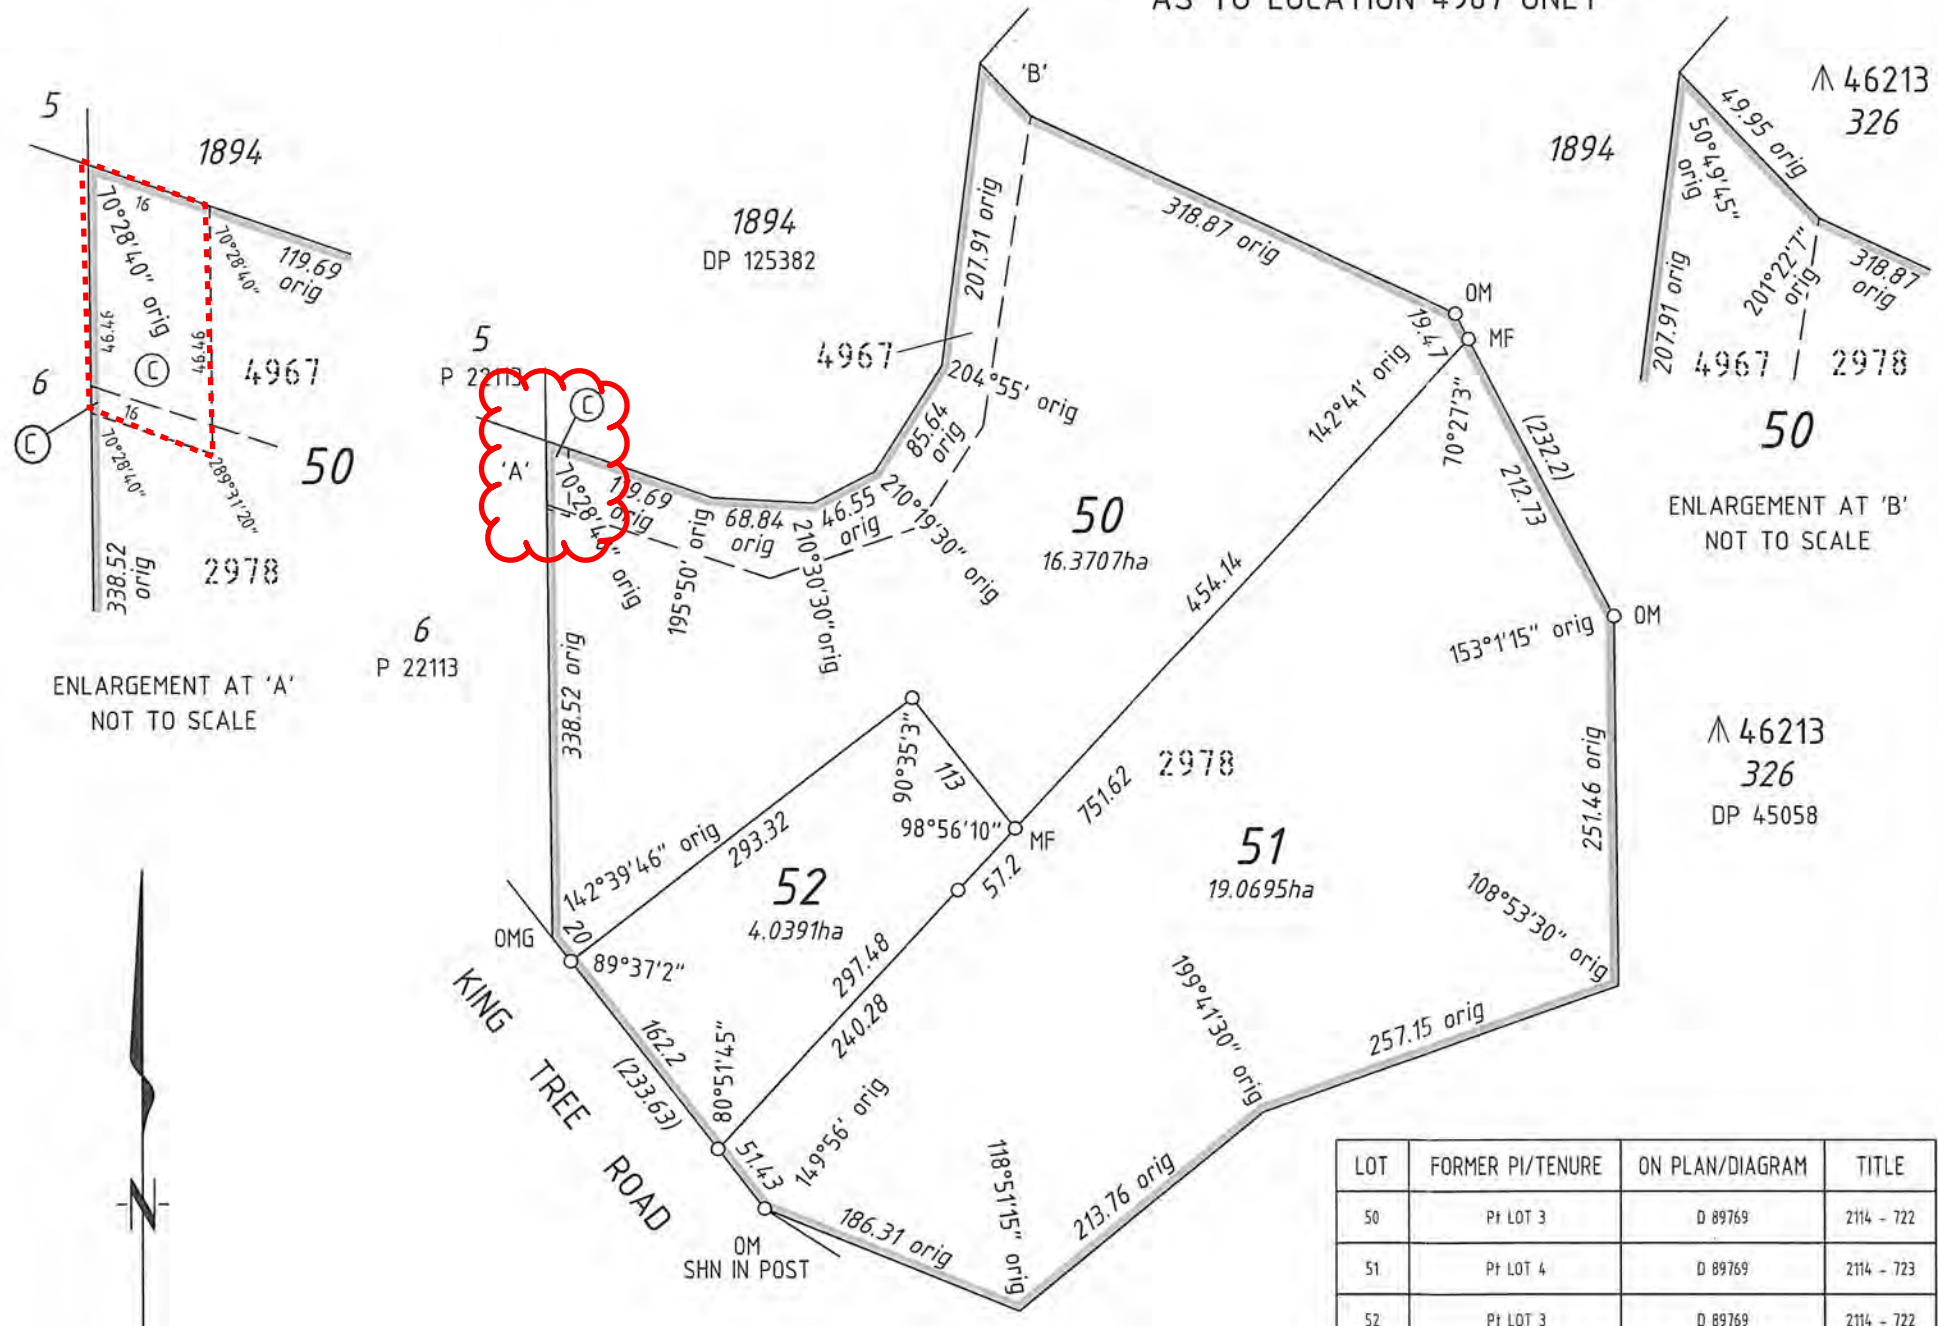 AS TO LOCATION 4967 ONLY
'B'
5
1894
16
70°28'40" orig
70°28'40"
119.69
orig
46.46
46.46
C
4967
6
16
C
70°28'40"
289°31'20"
50
338.52
orig
2978
ENLARGEMENT AT 'A'
NOT TO SCALE
1894
DP 125382
207.91 orig
318.87 orig
4967
5
P 22113
C
'A'
70°28'40" orig
119.69
orig
68.84
orig
46.55
orig
85.64
orig
204°55' orig
195°50' orig
210°30'30" orig
210°19'30" orig
50
16.3707ha
OM
19.47
MF
142°41' orig
70°27'3"
(232.2)
212.73
454.14
OM
153°1'15" orig
1894
46213
326
49.95 orig
50°49'45"
orig
201°22'7"
orig
318.87
orig
207.91 orig
4967
2978
50
ENLARGEMENT AT 'B'
NOT TO SCALE
6
P 22113
338.52 orig
90°35'3"
113
98°56'10"
MF
751.62
2978
46213
326
DP 45058
251.46 orig
142°39'46" orig
293.32
52
4.0391ha
57.2
51
19.0695ha
108°53'30" orig
OMG
20
89°37'2"
297.48
240.28
199°41'30" orig
257.15 orig
KING TREE ROAD
162.2
(233.63)
80°51'45"
51.43
149°56' orig
118°51'15" orig
186.31 orig
213.76 orig
OM
SHN IN POST
N
LOT FORMER PI/TENURE ON PLAN/DIAGRAM TITLE
50 Pt LOT 3 D 89769 2114 - 722
51 Pt LOT 4 D 89769 2114 - 723
52 Pt LOT 3 D 89769 2114 - 722